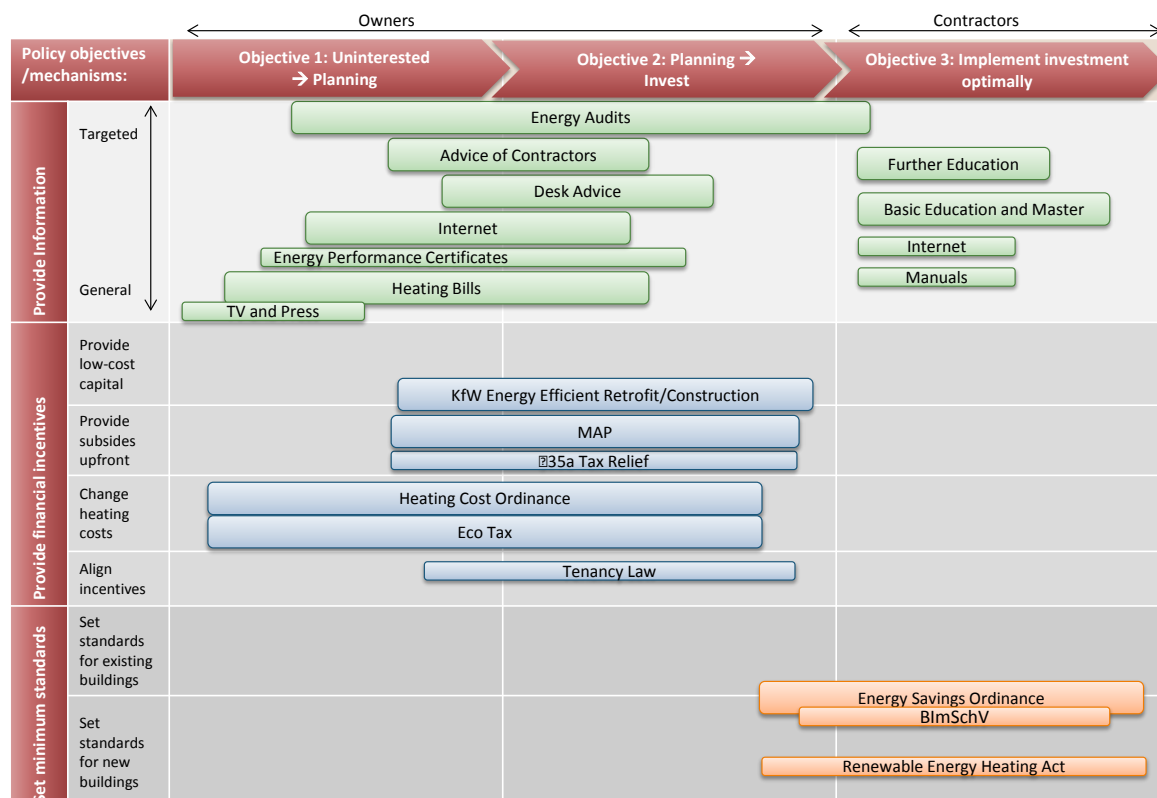 Owners
Contractors
Policy objectives
/mechanisms:
Objective 1: Uninterested
→ Planning
Objective 2: Planning →
Invest
Objective 3: Implement investment
optimally
Provide Information
Targeted
General
Energy Audits
Advice of Contractors
Desk Advice
Internet
Energy Performance Certificates
Heating Bills
TV and Press
Further Education
Basic Education and Master
Internet
Manuals
Provide financial incentives
Provide
low-cost
capital
KfW Energy Efficient Retrofit/Construction
Provide
subsides
upfront
MAP
⍰35a Tax Relief
Change
heating
costs
Heating Cost Ordinance
Eco Tax
Align
incentives
Tenancy Law
Set minimum standards
Set
standards
for existing
buildings
Energy Savings Ordinance
BImSchV
Set
standards
for new
buildings
Renewable Energy Heating Act